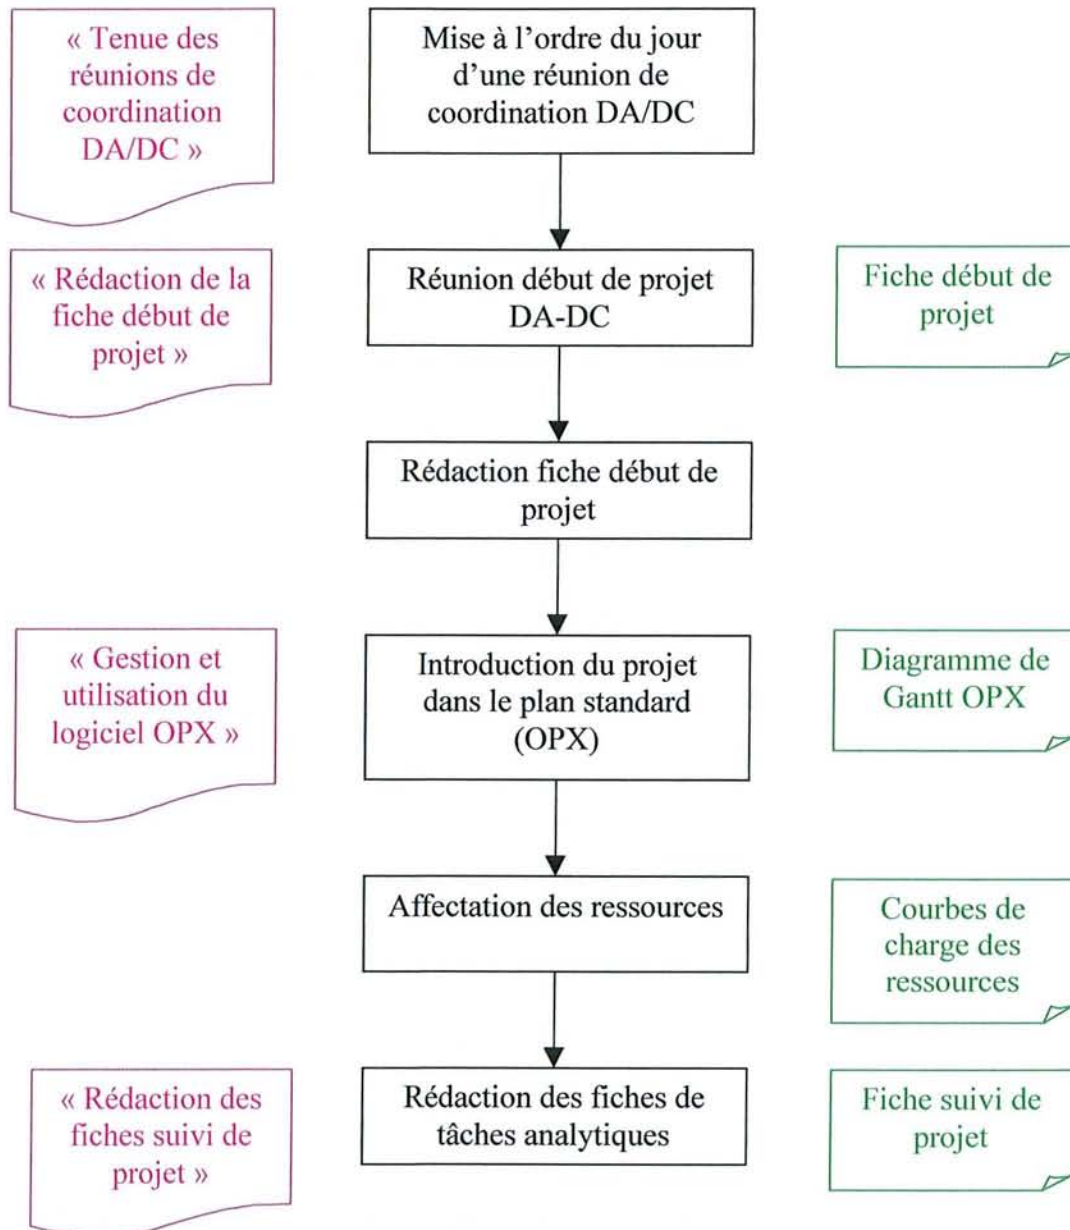 « Tenue des
réunions de
coordination
DA/DC »
Mise à l’ordre du jour
d’une réunion de
coordination DA/DC
« Rédaction de la
fiche début de
projet »
Réunion début de projet
DA-DC
Fiche début de
projet
Rédaction fiche début de
projet
« Gestion et
utilisation du
logiciel OPX »
Introduction du projet
dans le plan standard
(OPX)
Diagramme de
Gantt OPX
Affectation des ressources
Courbes de
charge des
ressources
« Rédaction des
fiches suivi de
projet »
Rédaction des fiches de
tâches analytiques
Fiche suivi de
projet